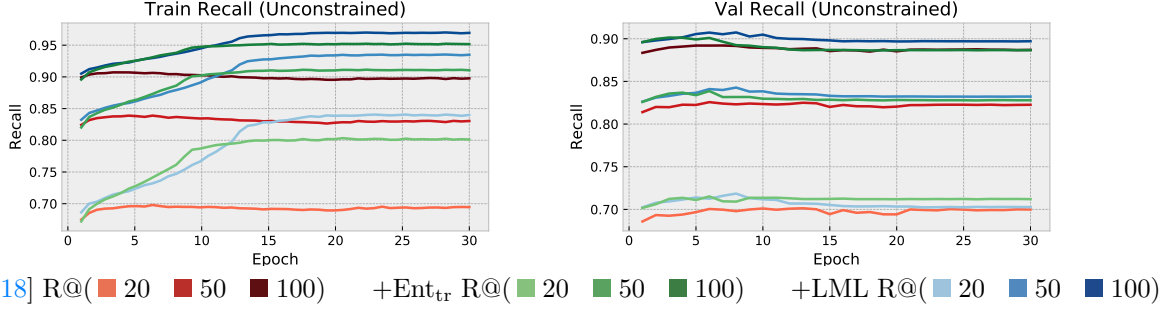 Train Recall (Unconstrained)
Recall
0.95
0.90
0.85
0.80
0.75
0.70
0 5 10 15 20 25 30
Epoch
Val Recall (Unconstrained)
Recall
0.90
0.85
0.80
0.75
0.70
0 5 10 15 20 25 30
Epoch
18] R@( 20 50 100) +Ent_tr R@( 20 50 100) +LML R@( 20 50 100)